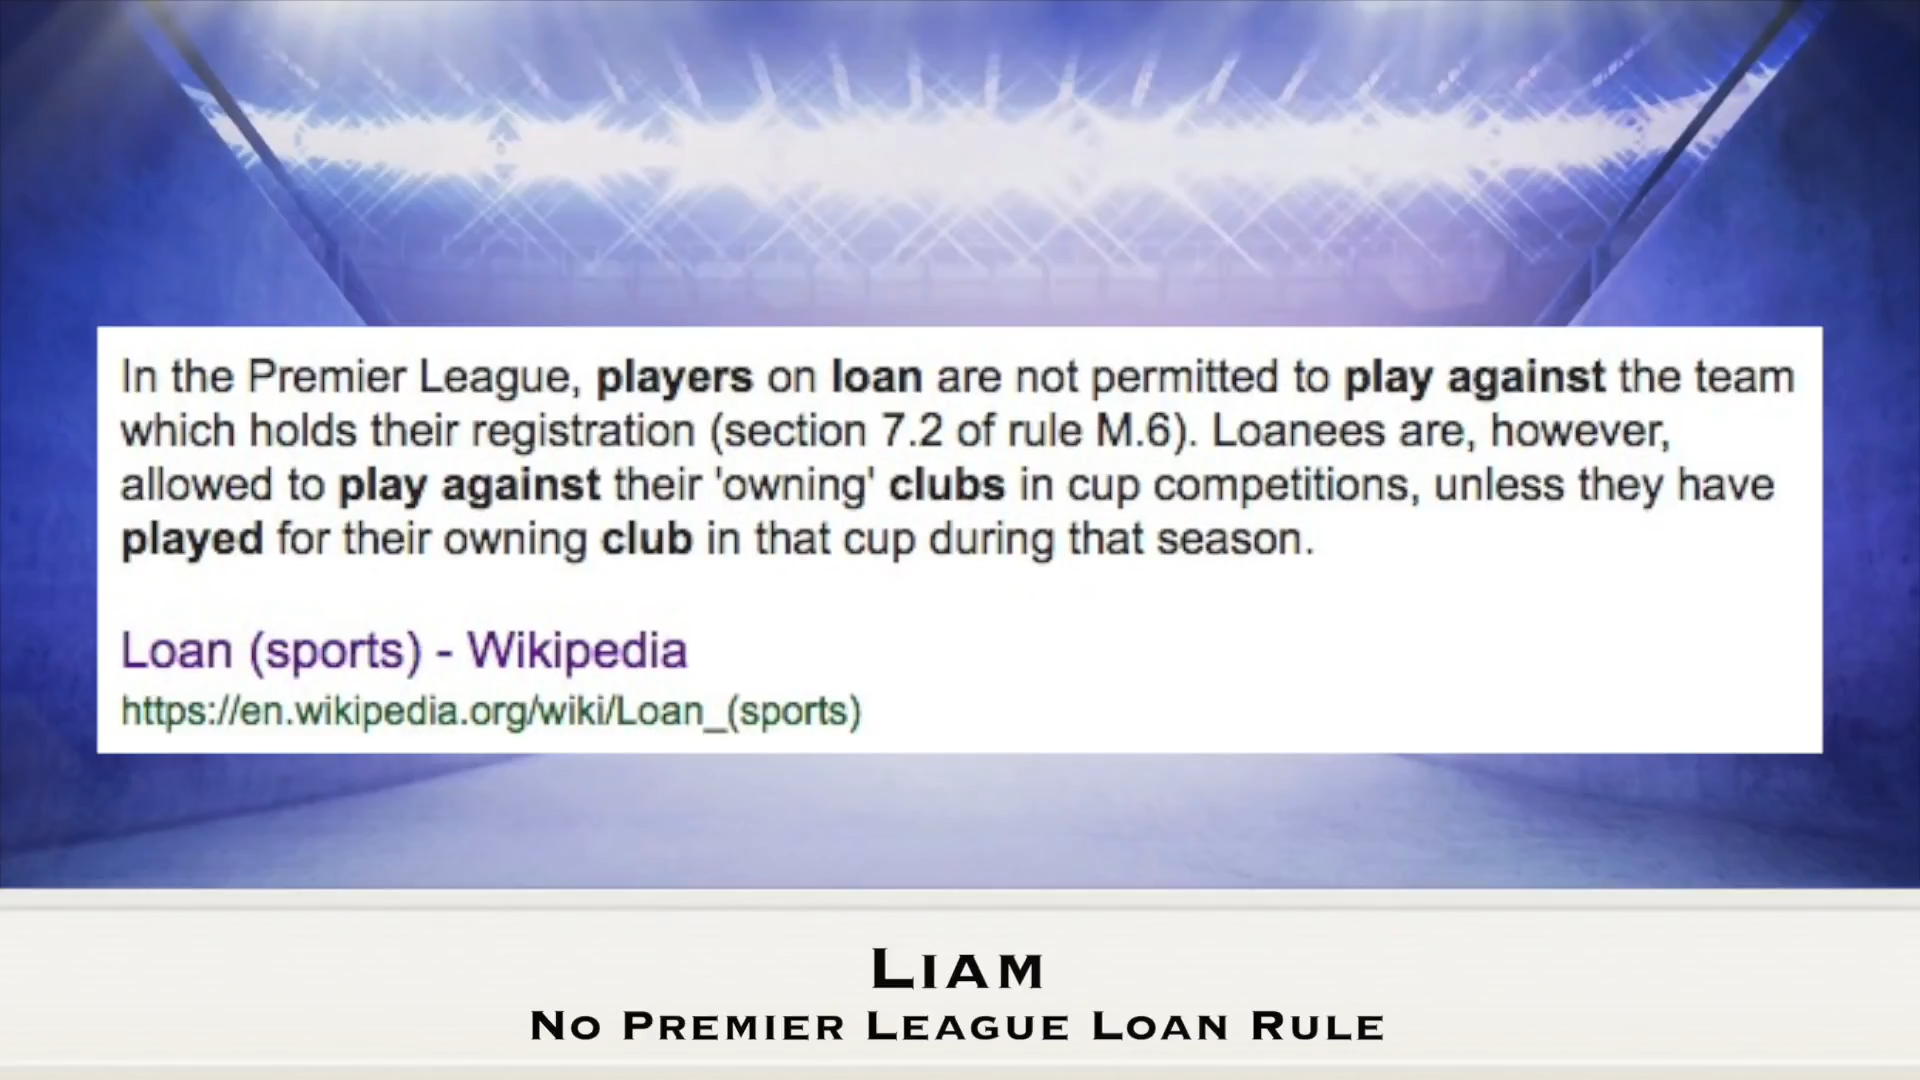 In the Premier League, players on loan are not permitted to play against the team
which holds their registration (section 7.2 of rule M.6). Loanees are, however,
allowed to play against their 'owning' clubs in cup competitions, unless they have
played for their owning club in that cup during that season.
Loan (sports) - Wikipedia
https://en.wikipedia.org/wiki/Loan_(sports)
Liam
No Premier League Loan Rule